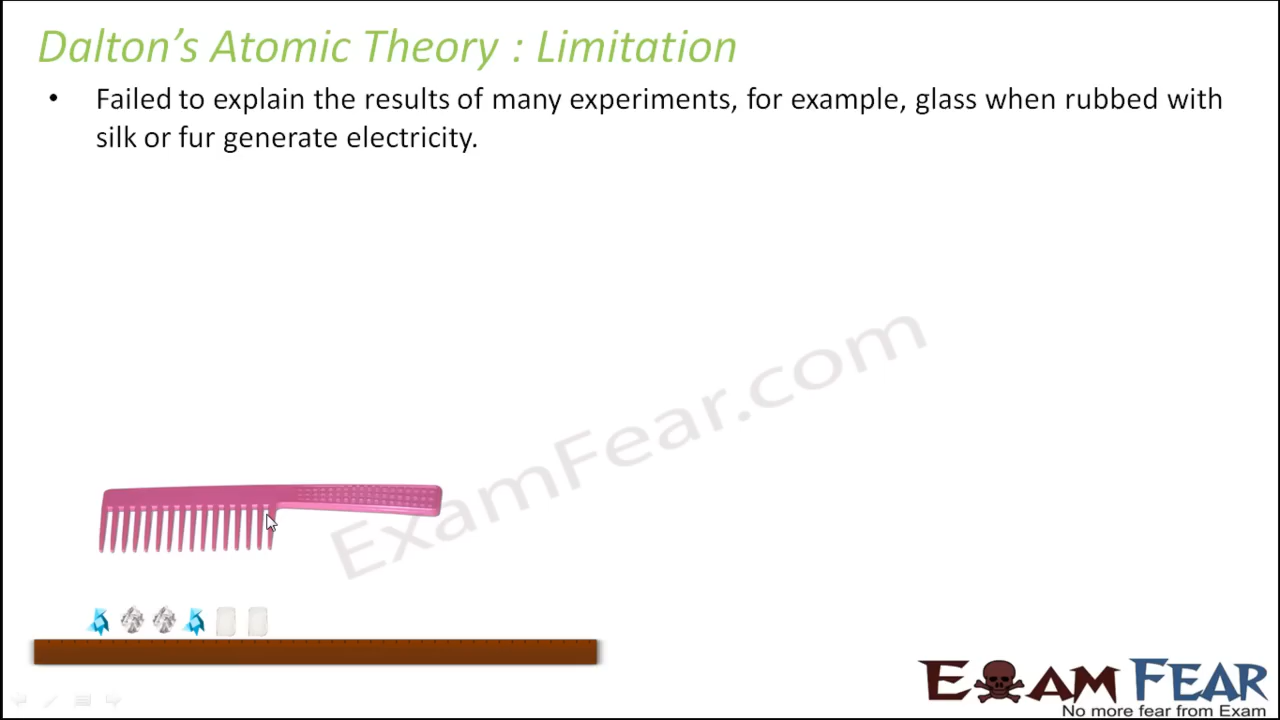 Dalton's Atomic Theory : Limitation
• Failed to explain the results of many experiments, for example, glass when rubbed with
silk or fur generate electricity.
ExamFear.com
EXAM FEAR
No more fear from Exam